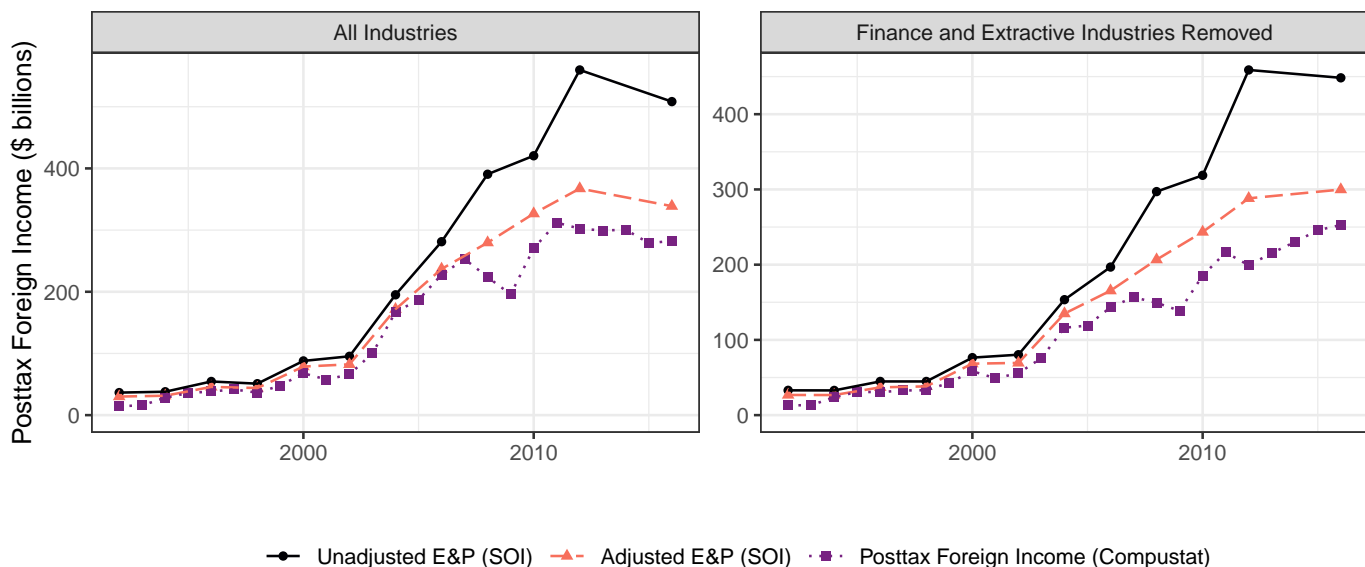 All Industries
Finance and Extractive Industries Removed
Posttax Foreign Income ($ billions)
400
200
0
2000
2010
400
300
200
100
0
2000
2010
Unadjusted E&P (SOI)
Adjusted E&P (SOI)
Posttax Foreign Income (Compustat)